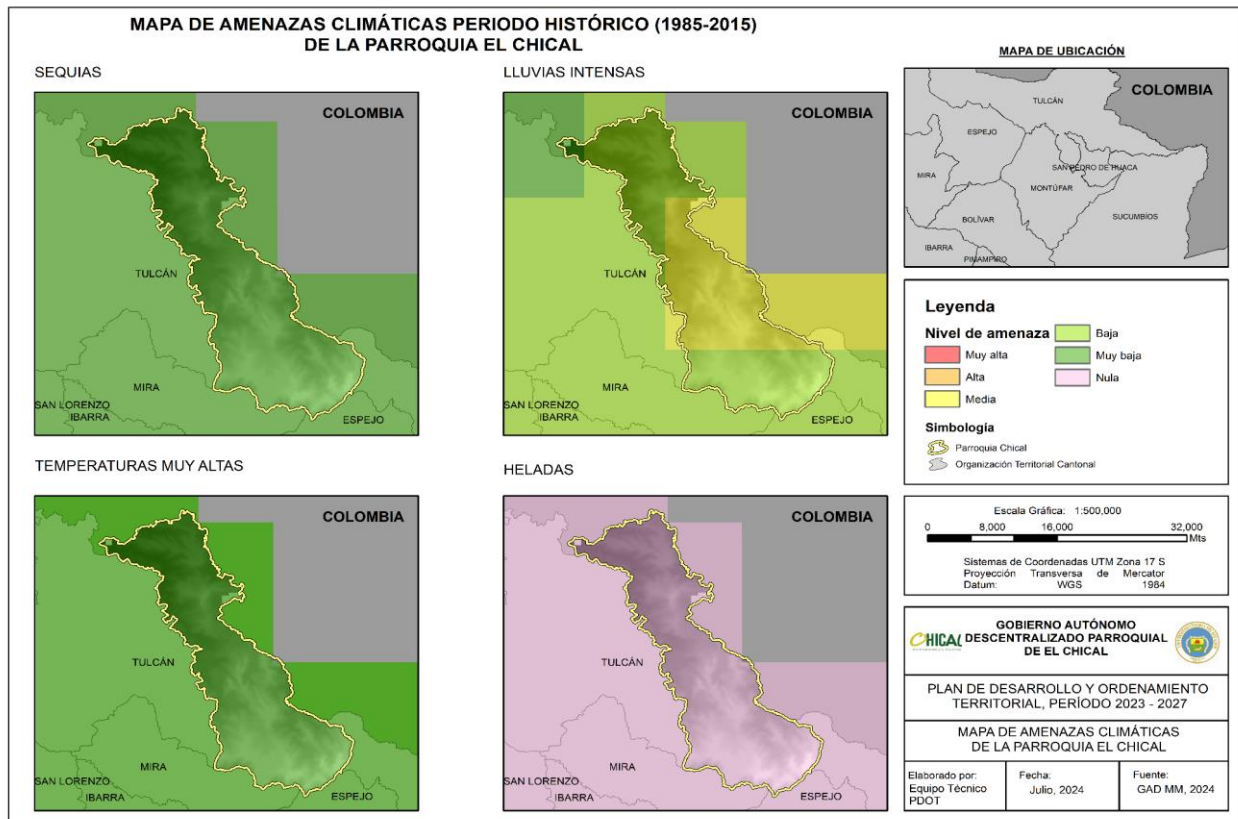 MAPA DE AMENAZAS CLIMÁTICAS PERIODO HISTÓRICO (1985-2015)
DE LA PARROQUIA EL CHICAL
SEQUIAS
COLOMBIA
TULCÁN
MIRA
SAN LORENZO
IBARRA
ESPEJO
LLUVIAS INTENSAS
COLOMBIA
TULCÁN
MIRA
SAN LORENZO
IBARRA
ESPEJO
TEMPERATURAS MUY ALTAS
COLOMBIA
TULCÁN
MIRA
SAN LORENZO
IBARRA
ESPEJO
HELADAS
COLOMBIA
TULCÁN
MIRA
SAN LORENZO
IBARRA
ESPEJO
MAPA DE UBICACIÓN
COLOMBIA
TULCÁN
ESPEJO
SAN PEDRO DE HUACA
MIRA
MONTÚFAR
BOLÍVAR
SUCUMBÍOS
IBARRA
PIMAMPIRO
Leyenda
Nivel de amenaza
Muy alta
Alta
Media
Baja
Muy baja
Nula
Simbología
Parroquia Chical
Organización Territorial Cantonal
Escala Gráfica: 1:500,000
0 8,000 16,000 32,000
Mts
Sistemas de Coordenadas UTM Zona 17 S
Proyección Transversa de Mercator
Datum: WGS 1984
CHICAL
GOBIERNO AUTÓNOMO
DESCENTRALIZADO PARROQUIAL
DE EL CHICAL
PLAN DE DESARROLLO Y ORDENAMIENTO
TERRITORIAL, PERÍODO 2023 - 2027
MAPA DE AMENAZAS CLIMÁTICAS
DE LA PARROQUIA EL CHICAL
Elaborado por:
Equipo Técnico
PDOT
Fecha:
Julio, 2024
Fuente:
GAD MM, 2024